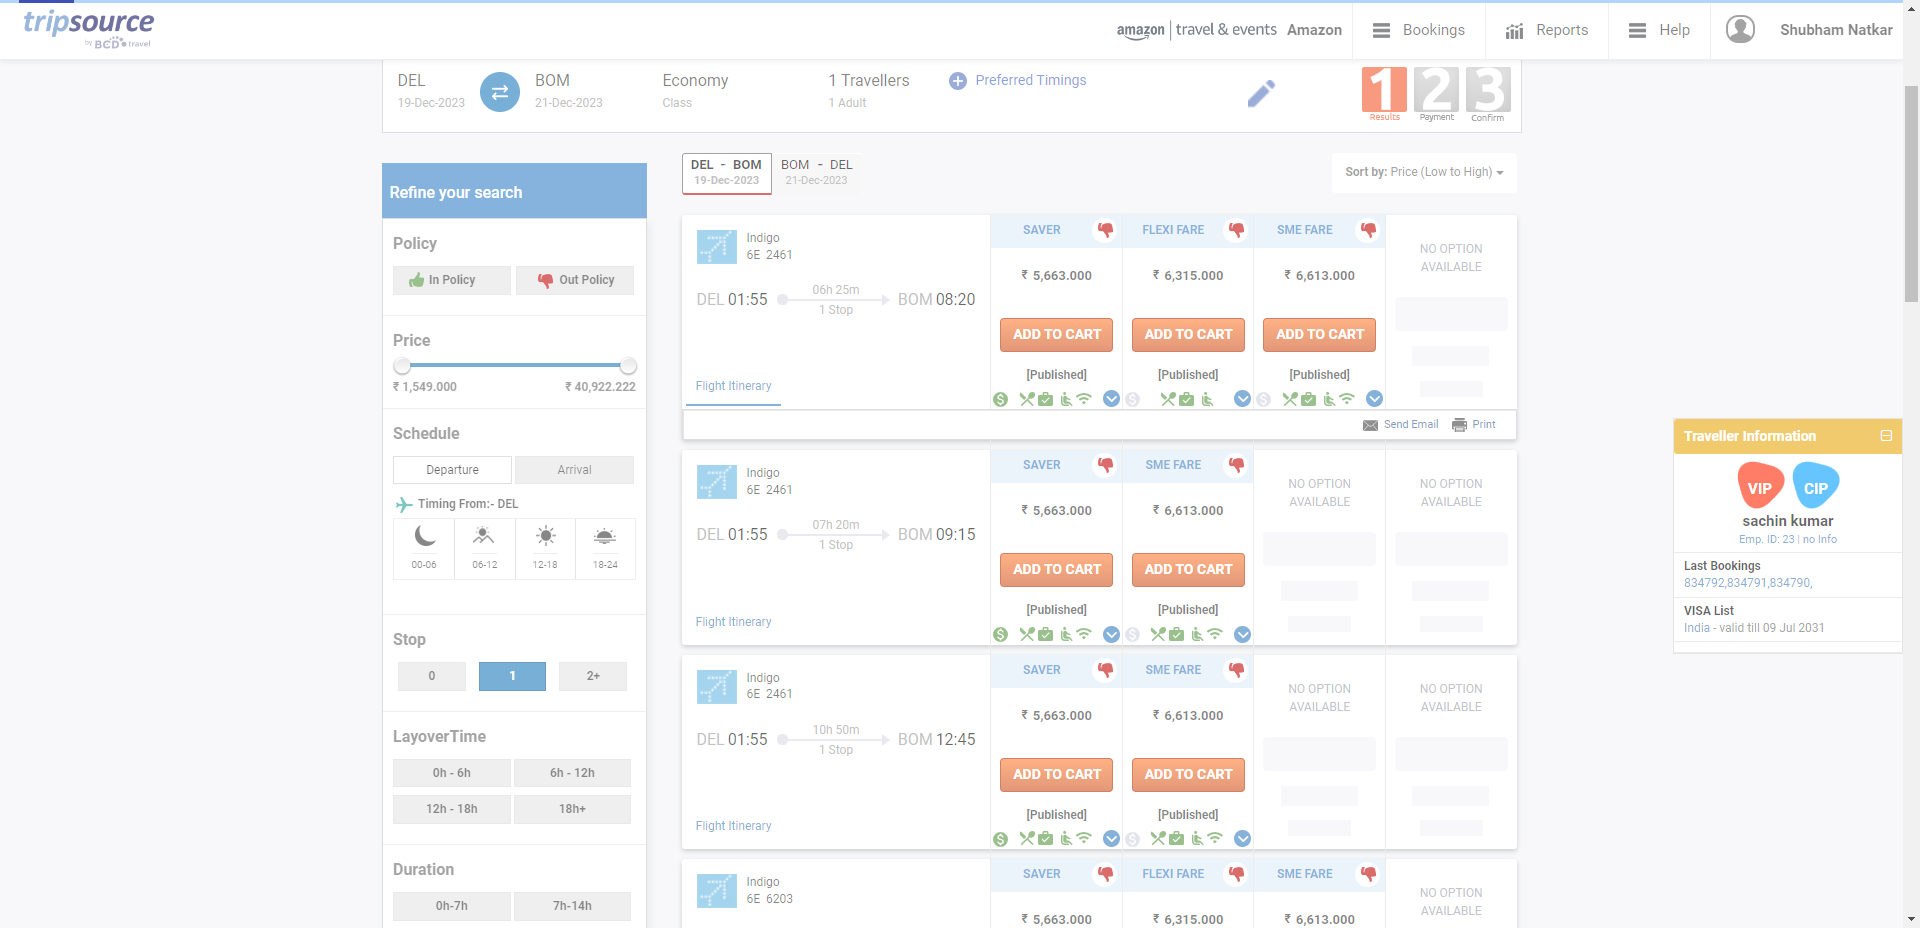 tripsource
by BCD travel
amazon | travel & events Amazon
Bookings
Reports
Help
Shubham Natkar
DEL
19-Dec-2023
BOM
21-Dec-2023
Economy
Class
1 Travellers
1 Adult
Preferred Timings
1
Results
2
Payment
3
Confirm
Refine your search
Policy
In Policy
Out Policy
Price
₹ 1,549.000
₹ 40,922.222
Schedule
Departure
Arrival
Timing From:- DEL
00-06
06-12
12-18
18-24
Stop
0
1
2+
LayoverTime
0h - 6h
6h - 12h
12h - 18h
18h+
Duration
0h-7h
7h-14h
DEL - BOM
19-Dec-2023
BOM - DEL
21-Dec-2023
Sort by: Price (Low to High)
Indigo
6E 2461
DEL 01:55
06h 25m
1 Stop
BOM 08:20
Flight Itinerary
SAVER
₹ 5,663.000
ADD TO CART
[Published]
FLEXI FARE
₹ 6,315.000
ADD TO CART
[Published]
SME FARE
₹ 6,613.000
ADD TO CART
[Published]
NO OPTION
AVAILABLE
Send Email
Print
Indigo
6E 2461
DEL 01:55
07h 20m
1 Stop
BOM 09:15
Flight Itinerary
SAVER
₹ 5,663.000
ADD TO CART
[Published]
SME FARE
₹ 6,613.000
ADD TO CART
[Published]
NO OPTION
AVAILABLE
NO OPTION
AVAILABLE
Indigo
6E 2461
DEL 01:55
10h 50m
1 Stop
BOM 12:45
Flight Itinerary
SAVER
₹ 5,663.000
ADD TO CART
[Published]
SME FARE
₹ 6,613.000
ADD TO CART
[Published]
NO OPTION
AVAILABLE
NO OPTION
AVAILABLE
Indigo
6E 6203
SAVER
₹ 5,663.000
FLEXI FARE
₹ 6,315.000
SME FARE
₹ 6,613.000
NO OPTION
AVAILABLE
Traveller Information
VIP
CIP
sachin kumar
Emp. ID: 23 | no info
Last Bookings
834792,834791,834790,
VISA List
India - valid till 09 Jul 2031